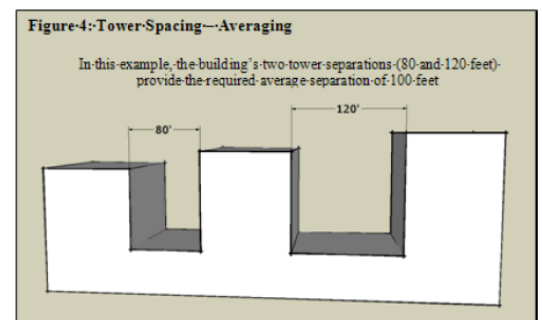 Figure·4:·Tower·Spacing·–·Averaging
In·this·example,·the·building's·two·tower·separations·(80·and·120·feet)·
provide·the·required·average·separation·of·100·feet
120'
80'